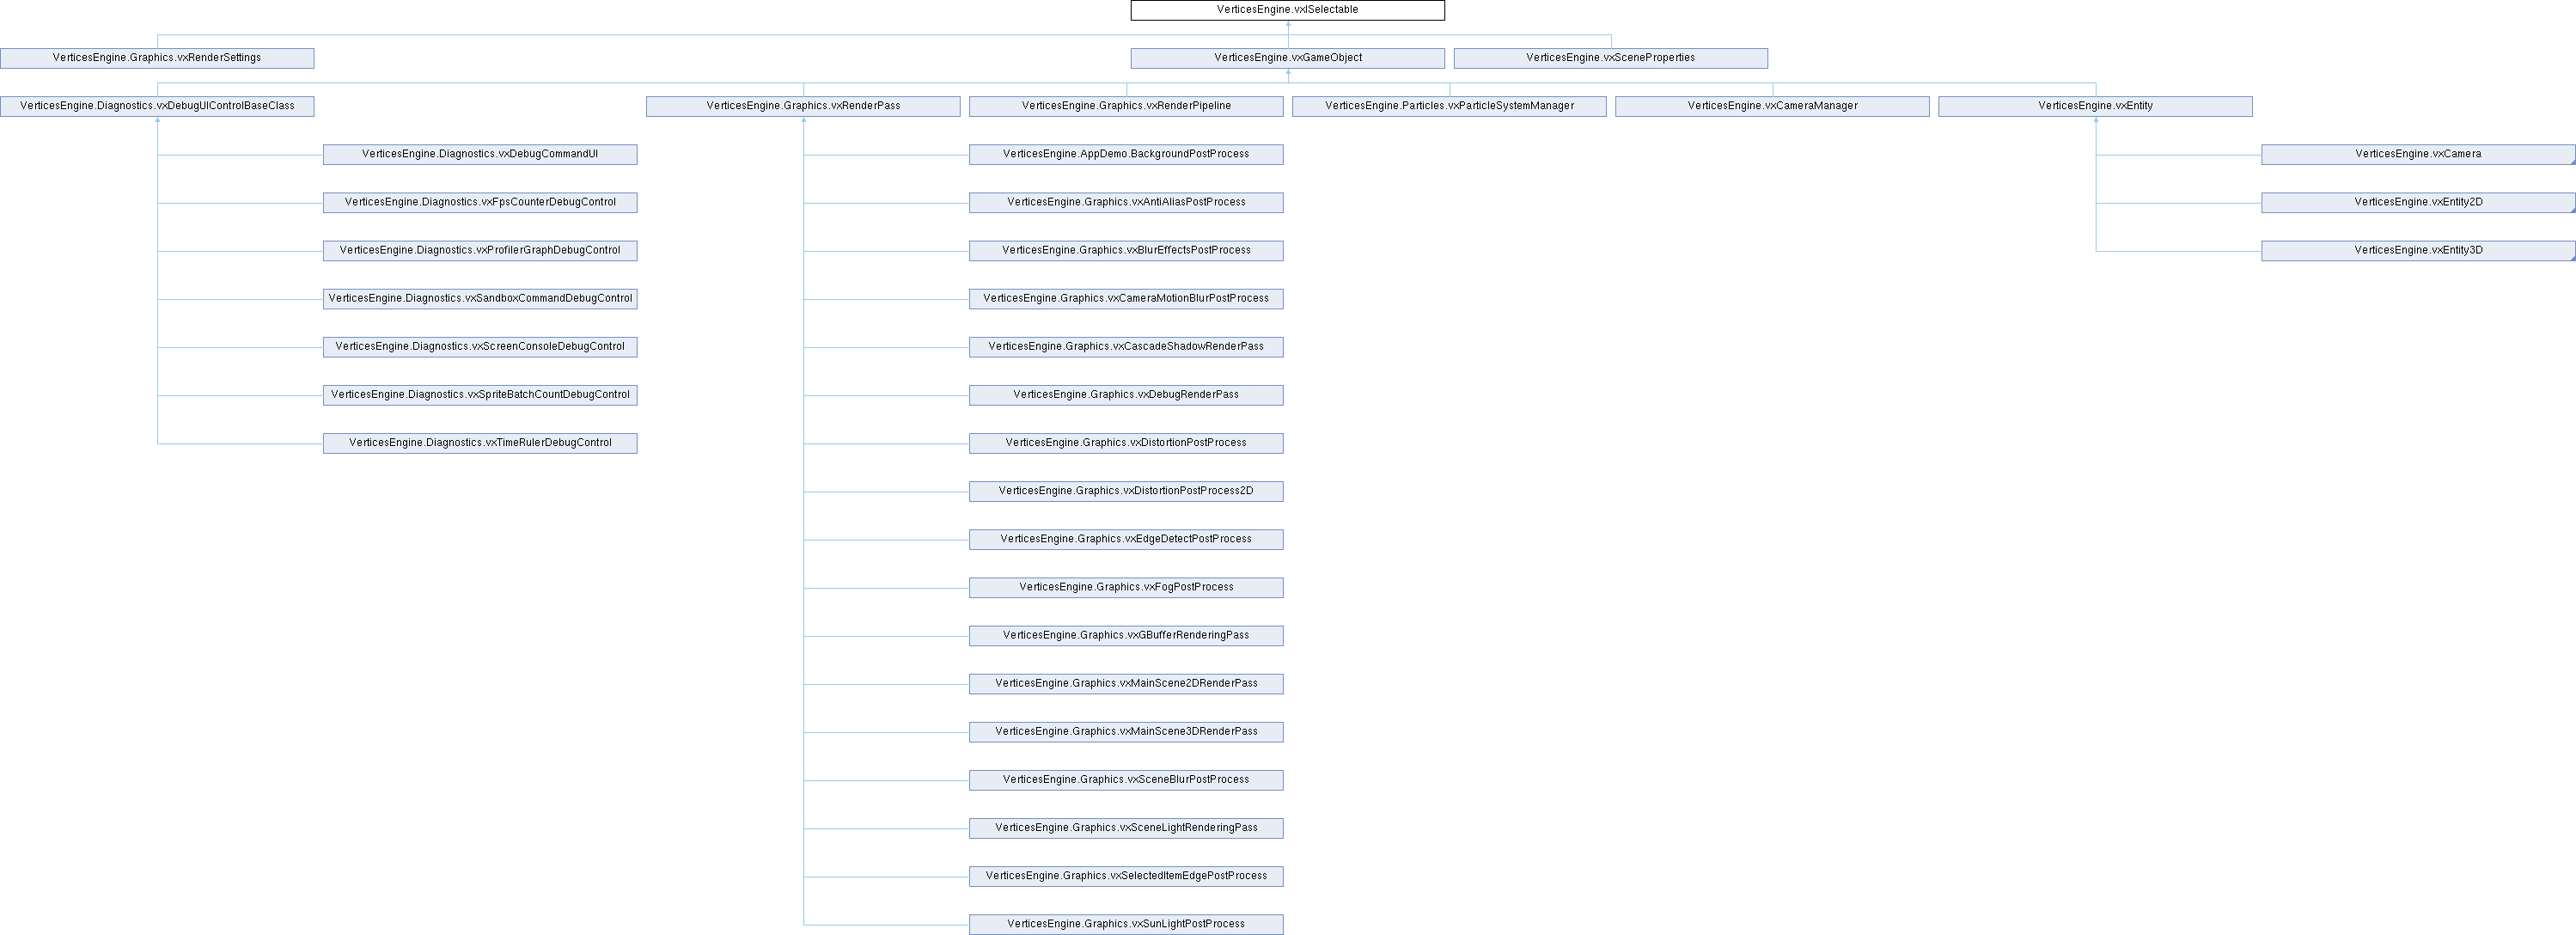 VerticesEngine.vxISelectable
VerticesEngine.Graphics.vxRenderSettings
VerticesEngine.vxGameObject
VerticesEngine.vxSceneProperties
VerticesEngine.Diagnostics.vxDebugUIControlBaseClass
VerticesEngine.Graphics.vxRenderPass
VerticesEngine.Graphics.vxRenderPipeline
VerticesEngine.Particles.vxParticleSystemManager
VerticesEngine.vxCameraManager
VerticesEngine.vxEntity
VerticesEngine.Diagnostics.vxDebugCommandUI
VerticesEngine.AppDemo.BackgroundPostProcess
VerticesEngine.vxCamera
VerticesEngine.Diagnostics.vxFpsCounterDebugControl
VerticesEngine.Graphics.vxAntiAliasPostProcess
VerticesEngine.vxEntity2D
VerticesEngine.Diagnostics.vxProfilerGraphDebugControl
VerticesEngine.Graphics.vxBlurEffectsPostProcess
VerticesEngine.vxEntity3D
VerticesEngine.Diagnostics.vxSandboxCommandDebugControl
VerticesEngine.Graphics.vxCameraMotionBlurPostProcess
VerticesEngine.Diagnostics.vxScreenConsoleDebugControl
VerticesEngine.Graphics.vxCascadeShadowRenderPass
VerticesEngine.Diagnostics.vxSpriteBatchCountDebugControl
VerticesEngine.Graphics.vxDebugRenderPass
VerticesEngine.Diagnostics.vxTimeRulerDebugControl
VerticesEngine.Graphics.vxDistortionPostProcess
VerticesEngine.Graphics.vxDistortionPostProcess2D
VerticesEngine.Graphics.vxEdgeDetectPostProcess
VerticesEngine.Graphics.vxFogPostProcess
VerticesEngine.Graphics.vxGBufferRenderingPass
VerticesEngine.Graphics.vxMainScene2DRenderPass
VerticesEngine.Graphics.vxMainScene3DRenderPass
VerticesEngine.Graphics.vxSceneBlurPostProcess
VerticesEngine.Graphics.vxSceneLightRenderingPass
VerticesEngine.Graphics.vxSelectedItemEdgePostProcess
VerticesEngine.Graphics.vxSunLightPostProcess